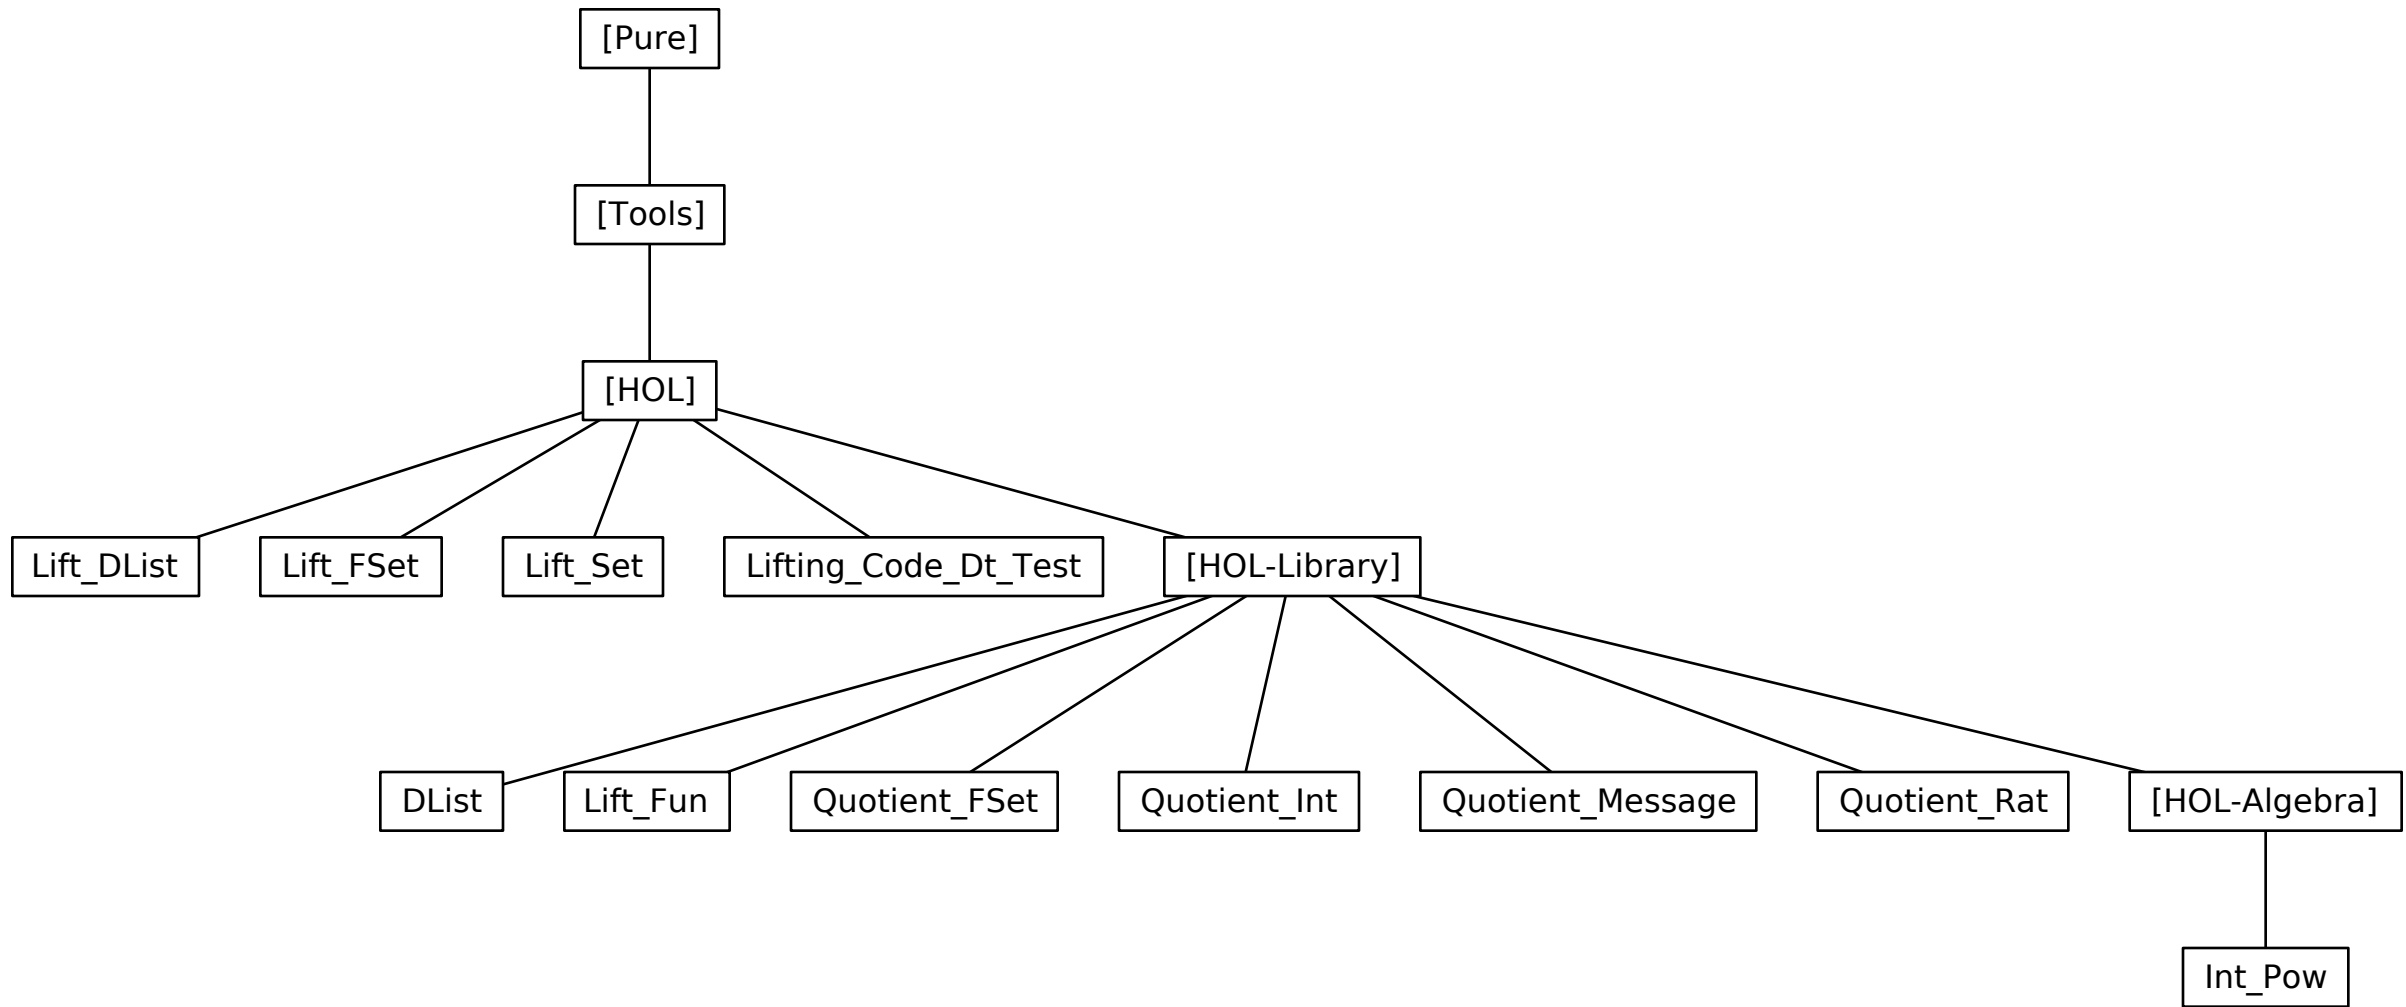 [Pure]
[Tools]
[HOL]
Lift_DList
Lift_FSet
Lift_Set
Lifting_Code_Dt_Test
[HOL-Library]
DList
Lift_Fun
Quotient_FSet
Quotient_Int
Quotient_Message
Quotient_Rat
[HOL-Algebra]
Int_Pow